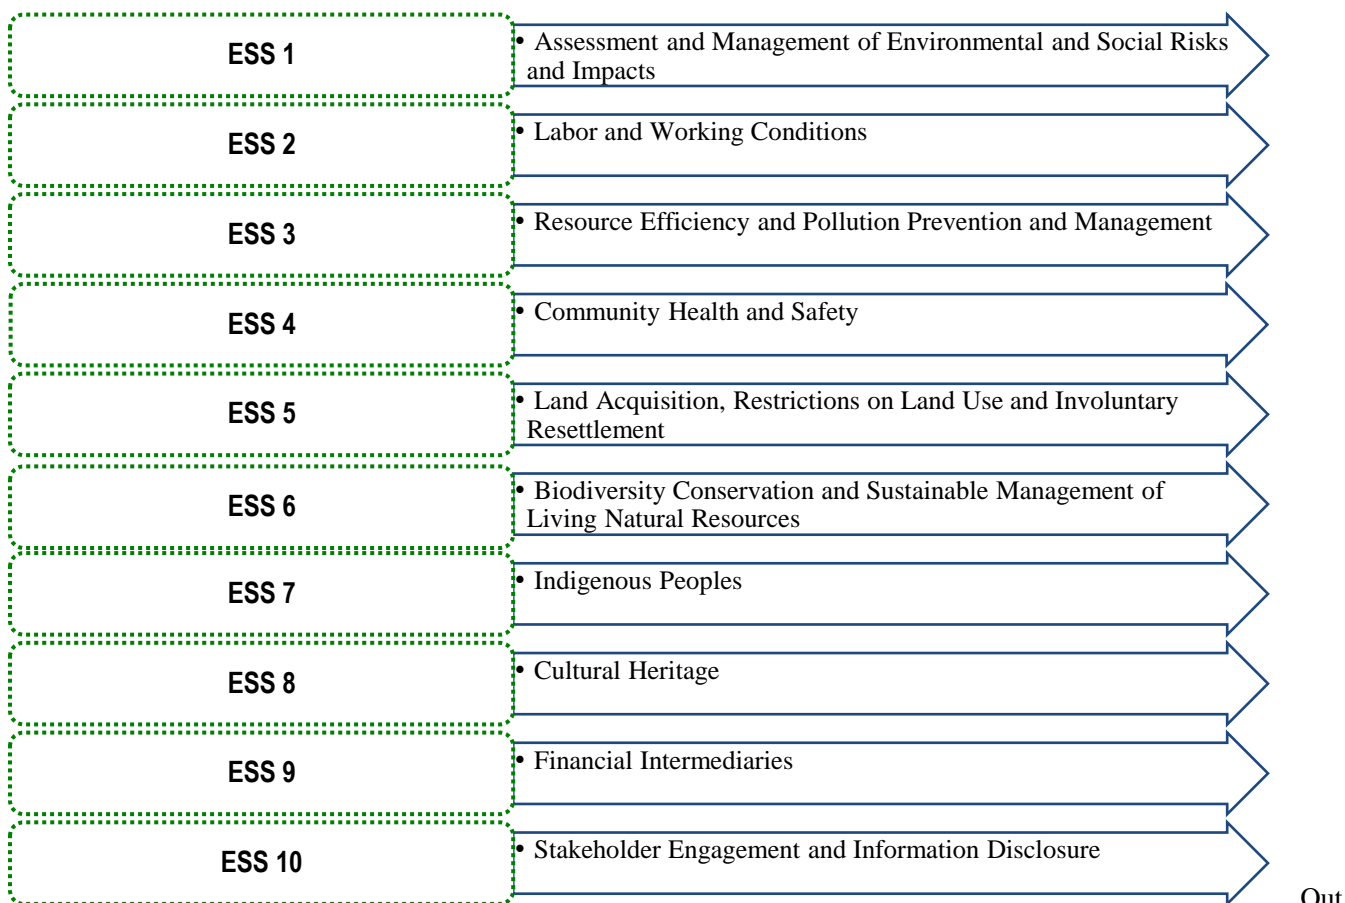 ESS 1
• Assessment and Management of Environmental and Social Risks
and Impacts
ESS 2
• Labor and Working Conditions
ESS 3
• Resource Efficiency and Pollution Prevention and Management
ESS 4
• Community Health and Safety
ESS 5
• Land Acquisition, Restrictions on Land Use and Involuntary
Resettlement
ESS 6
• Biodiversity Conservation and Sustainable Management of
Living Natural Resources
ESS 7
• Indigenous Peoples
ESS 8
• Cultural Heritage
ESS 9
• Financial Intermediaries
ESS 10
• Stakeholder Engagement and Information Disclosure
Out